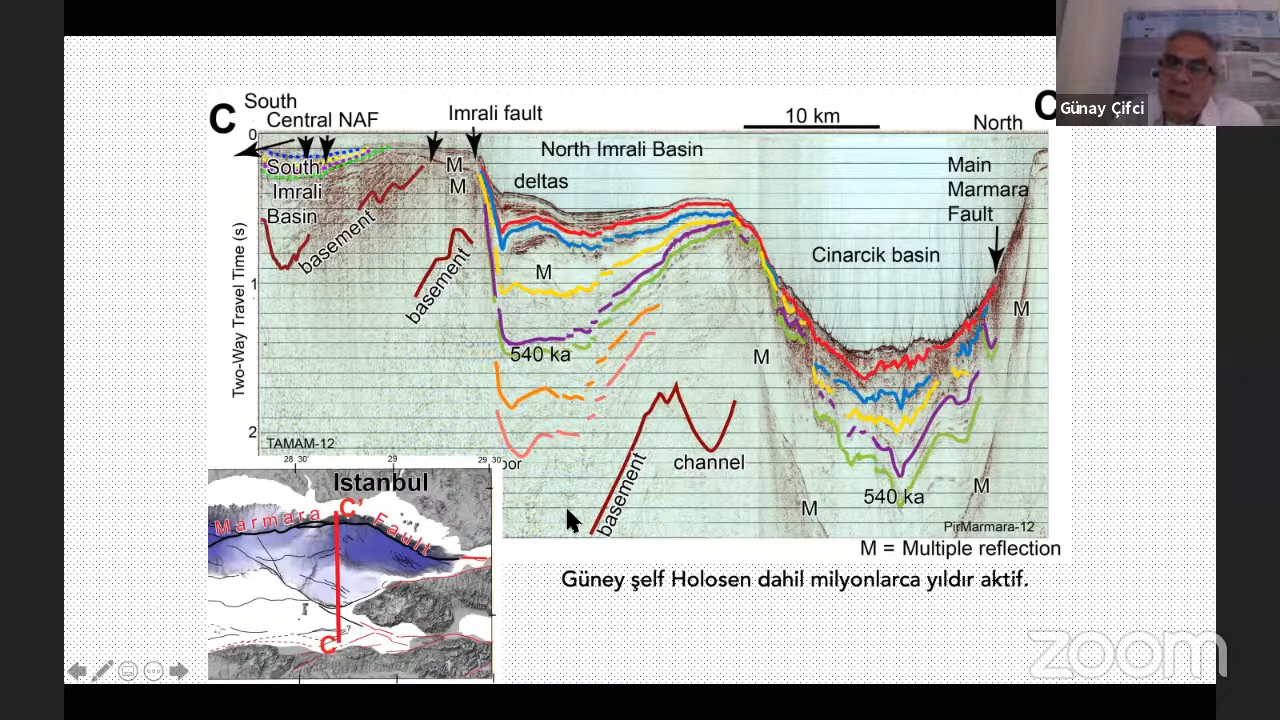 C South
Central NAF
Imrali fault
10 km
C
North
Günay Çifci
0
South
Imrali
Basin
basement
M
M
North Imrali Basin
deltas
Main
Marmara
Fault
Cinarcik basin
basement
M
1
M
M
540 ka
Two-Way Travel Time (s)
2
TAMAM-12
channel
basement
540 ka
M
M
PirMarmara-12
M = Multiple reflection
28 30'
29
29 30
Istanbul
C'
Marmara Fault
C
?
Güney şelf Holosen dahil milyonlarca yıldır aktif.
zoom